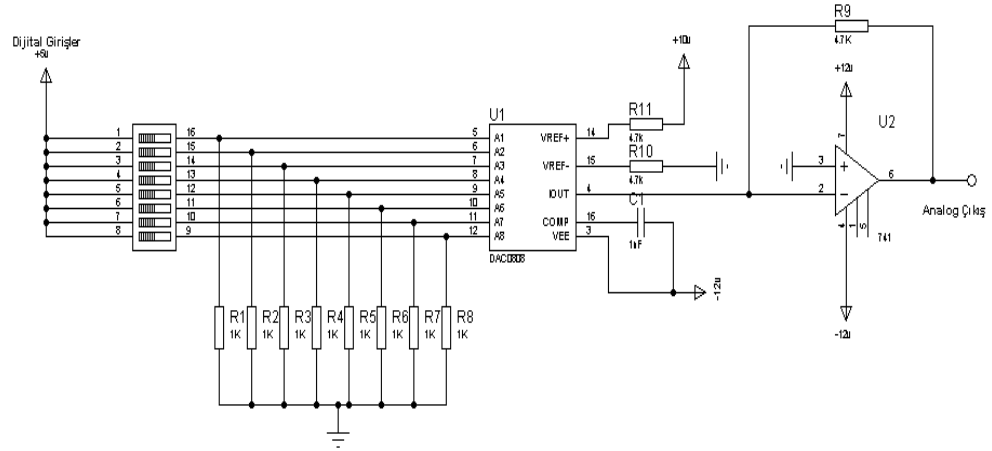 Dijital Girişler
+5v
1 16
2 15
3 14
4 13
5 12
6 11
7 10
8 9
R1 1K
R2 1K
R3 1K
R4 1K
R5 1K
R6 1K
R7 1K
R8 1K
U1
5 A1
6 A2
7 A3
8 A4
9 A5
10 A6
11 A7
12 A8
VREF+ 14
VREF- 15
IOUT 4
COMP 16
VEE 3
DAC0808
R11
4.7k
+10v
R10
4.7k
C1
1uF
-12v
R9
4.7K
+12v
7
U2
3 +
2 -
6
4 1 5
741
-12v
Analog Çıkış